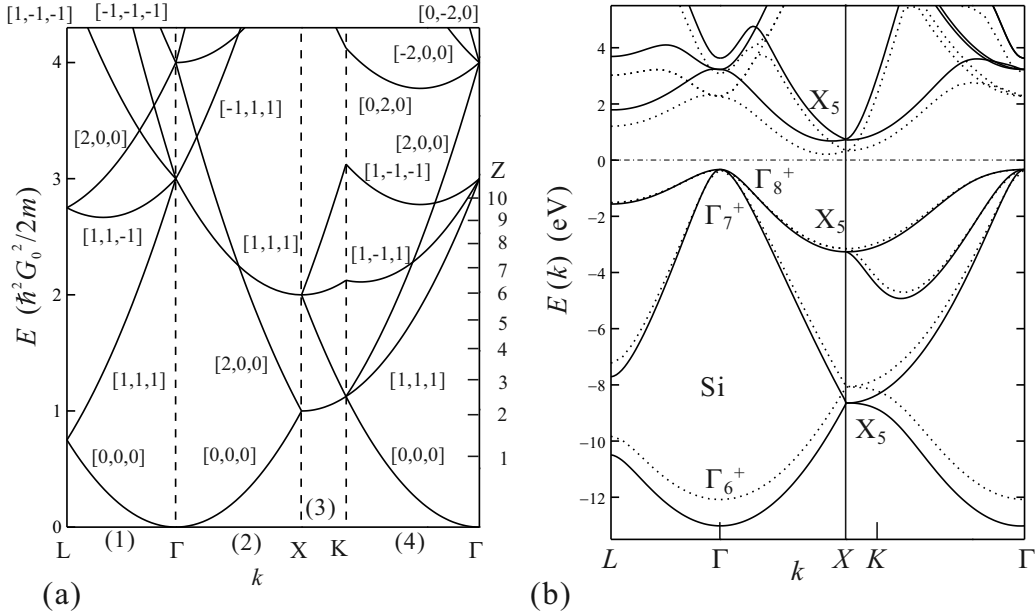 [1,-1,-1]
[-1,-1,-1]
[0,-2,0]
4
3
2
1
0
E (ℏ²G₀²/2m)
[-2,0,0]
[-1,1,1]
[0,2,0]
[2,0,0]
[2,0,0]
[1,-1,-1]
[1,1,-1]
[1,1,1]
[1,-1,1]
[1,1,1]
[2,0,0]
[1,1,1]
[0,0,0]
[0,0,0]
[0,0,0]
Z
10
9
8
7
6
5
4
3
2
1
(1)
(2)
(3)
(4)
L
Γ
X
K
Γ
k
(a)
E(k) (eV)
4
2
0
−2
−4
−6
−8
−10
−12
X₅
Γ₈⁺
Γ₇⁺
X₅
Si
X₅
Γ₆⁺
L
Γ
k
X
K
Γ
(b)